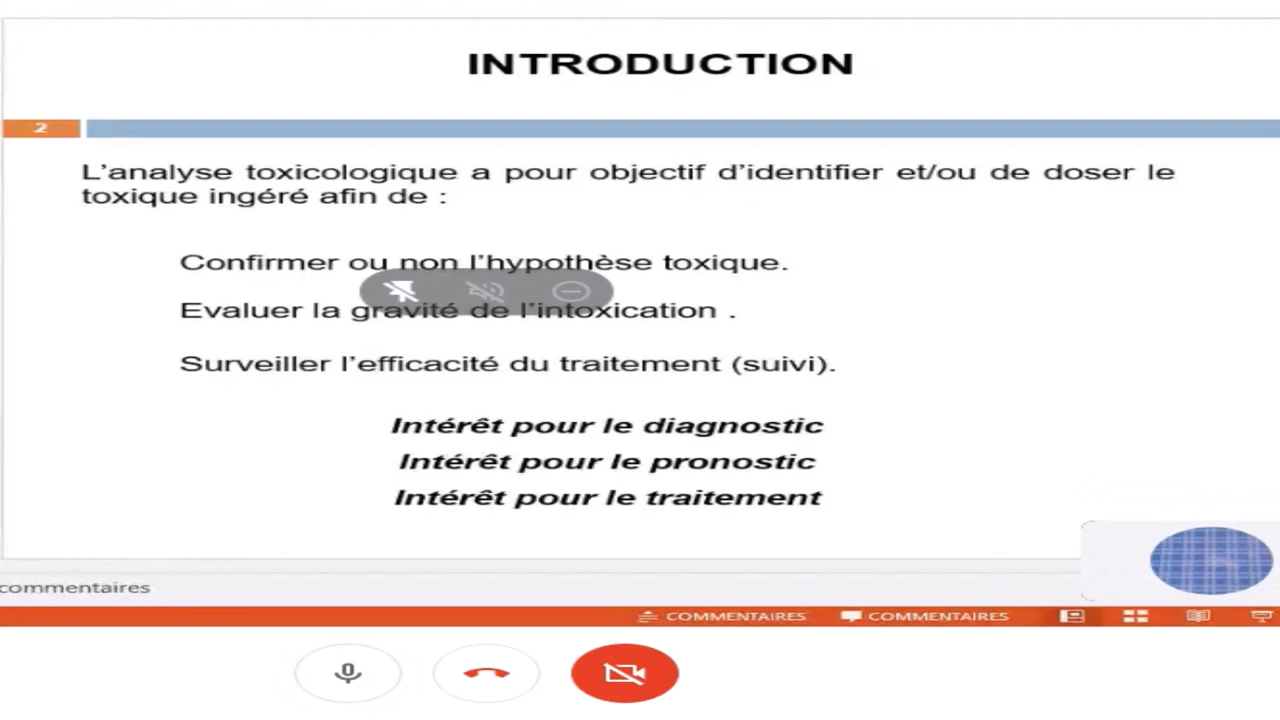 INTRODUCTION
2
L'analyse toxicologique a pour objectif d'identifier et/ou de doser le
toxique ingéré afin de :
Confirmer ou non l'hypothèse toxique.
Evaluer la gravité de l'intoxication .
Surveiller l'efficacité du traitement (suivi).
Intérêt pour le diagnostic
Intérêt pour le pronostic
Intérêt pour le traitement
commentaires
COMMENTAIRES COMMENTAIRES